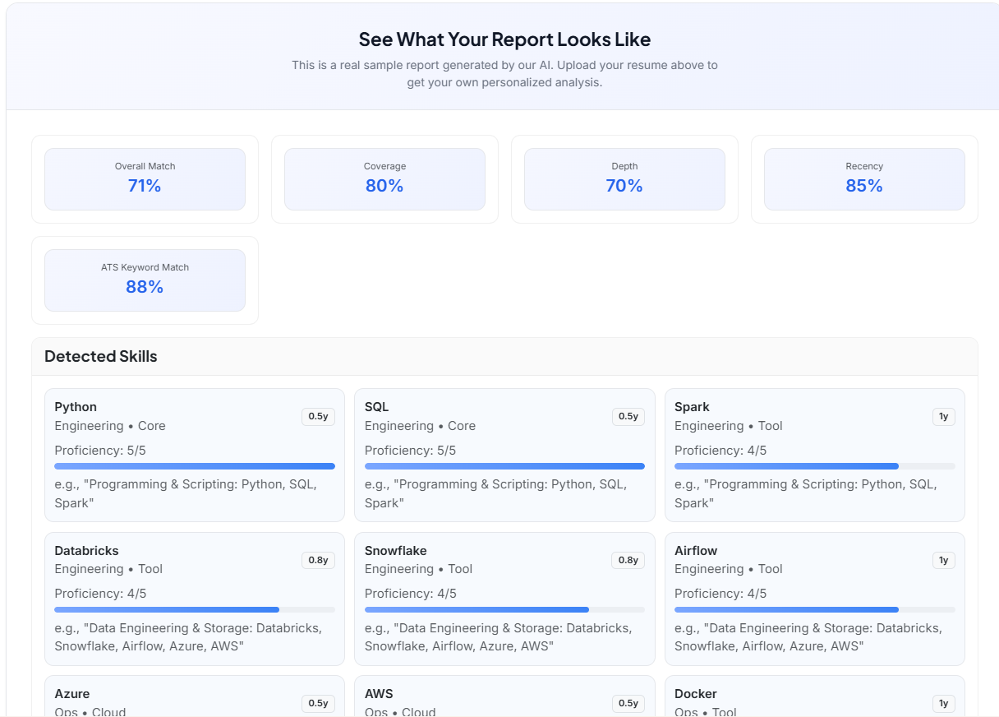 See What Your Report Looks Like
This is a real sample report generated by our AI. Upload your resume above to
get your own personalized analysis.
Overall Match
71%
Coverage
80%
Depth
70%
Recency
85%
ATS Keyword Match
88%
Detected Skills
Python
Engineering • Core
0.5y
Proficiency: 5/5
e.g., "Programming & Scripting: Python, SQL,
Spark"
SQL
Engineering • Core
0.5y
Proficiency: 5/5
e.g., "Programming & Scripting: Python, SQL,
Spark"
Spark
Engineering • Tool
1y
Proficiency: 4/5
e.g., "Programming & Scripting: Python, SQL,
Spark"
Databricks
Engineering • Tool
0.8y
Proficiency: 4/5
e.g., "Data Engineering & Storage: Databricks,
Snowflake, Airflow, Azure, AWS"
Snowflake
Engineering • Tool
0.8y
Proficiency: 4/5
e.g., "Data Engineering & Storage: Databricks,
Snowflake, Airflow, Azure, AWS"
Airflow
Engineering • Tool
1y
Proficiency: 4/5
e.g., "Data Engineering & Storage: Databricks,
Snowflake, Airflow, Azure, AWS"
Azure
Ops • Cloud
0.5y
AWS
Ops • Cloud
0.5y
Docker
Ops • Tool
1y